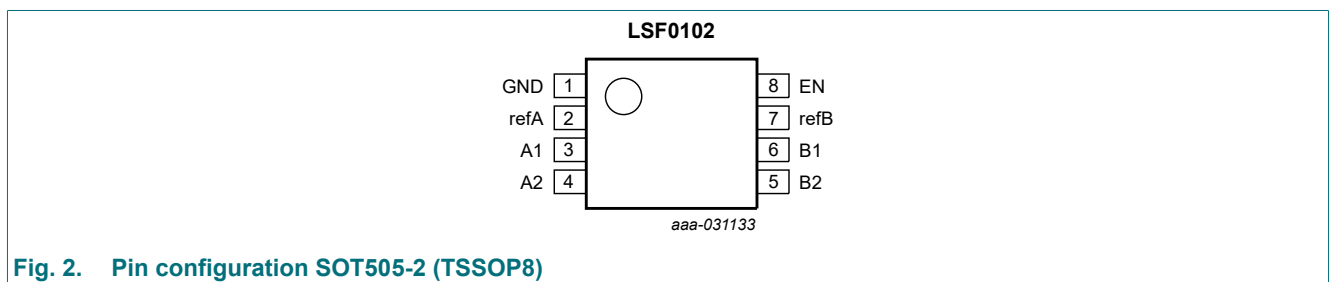 LSF0102
GND 1 8 EN
refA 2 7 refB
A1 3 6 B1
A2 4 5 B2
aaa-031133
Fig. 2. Pin configuration SOT505-2 (TSSOP8)